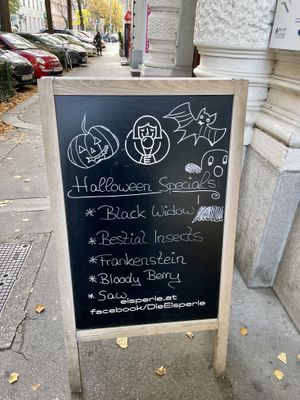 Halloween Specials
* Black Widow
* Bestial Insects
* Frankenstein
* Bloody Berry
* Saw
eisperle.at
facebook/DieEisperle